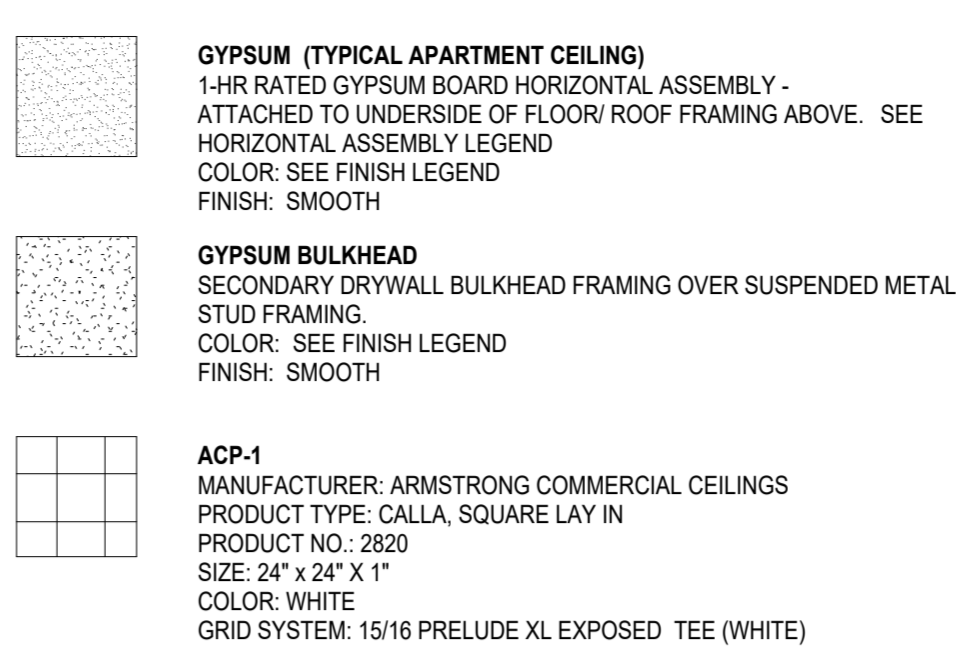 GYPSUM (TYPICAL APARTMENT CEILING)
1-HR RATED GYPSUM BOARD HORIZONTAL ASSEMBLY -
ATTACHED TO UNDERSIDE OF FLOOR/ ROOF FRAMING ABOVE. SEE
HORIZONTAL ASSEMBLY LEGEND
COLOR: SEE FINISH LEGEND
FINISH: SMOOTH
GYPSUM BULKHEAD
SECONDARY DRYWALL BULKHEAD FRAMING OVER SUSPENDED METAL
STUD FRAMING.
COLOR: SEE FINISH LEGEND
FINISH: SMOOTH
ACP-1
MANUFACTURER: ARMSTRONG COMMERCIAL CEILINGS
PRODUCT TYPE: CALLA, SQUARE LAY IN
PRODUCT NO.: 2820
SIZE: 24" x 24" X 1"
COLOR: WHITE
GRID SYSTEM: 15/16 PRELUDE XL EXPOSED TEE (WHITE)